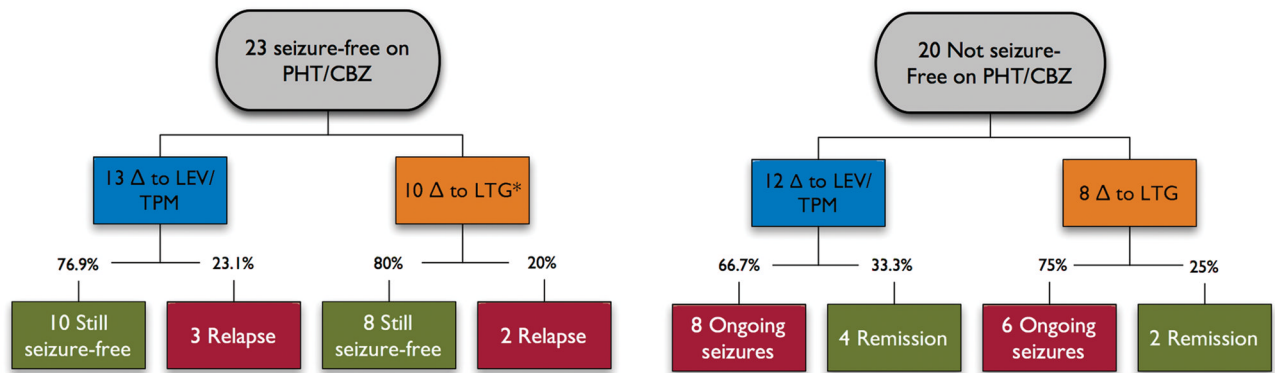 23 seizure-free on
PHT/CBZ
13 Δ to LEV/
TPM
10 Δ to LTG*
76.9%
23.1%
80%
20%
10 Still
seizure-free
3 Relapse
8 Still
seizure-free
2 Relapse
20 Not seizure-
Free on PHT/CBZ
12 Δ to LEV/
TPM
8 Δ to LTG
66.7%
33.3%
75%
25%
8 Ongoing
seizures
4 Remission
6 Ongoing
seizures
2 Remission